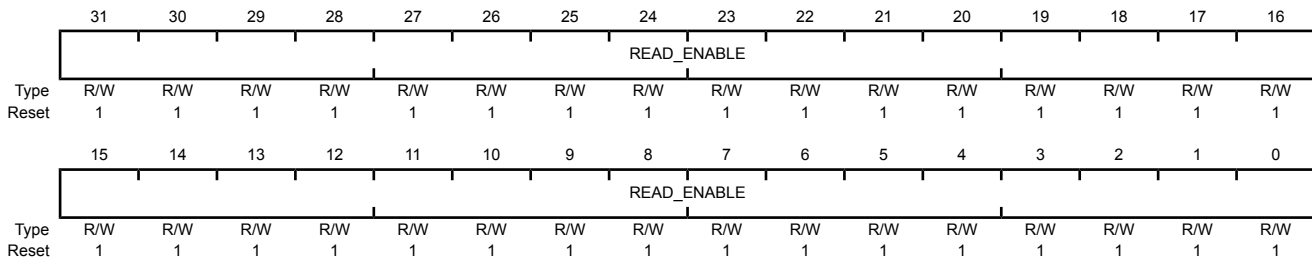 31 30 29 28 27 26 25 24 23 22 21 20 19 18 17 16
READ_ENABLE
Type R/W R/W R/W R/W R/W R/W R/W R/W R/W R/W R/W R/W R/W R/W R/W R/W
Reset 1 1 1 1 1 1 1 1 1 1 1 1 1 1 1 1
15 14 13 12 11 10 9 8 7 6 5 4 3 2 1 0
READ_ENABLE
Type R/W R/W R/W R/W R/W R/W R/W R/W R/W R/W R/W R/W R/W R/W R/W R/W
Reset 1 1 1 1 1 1 1 1 1 1 1 1 1 1 1 1